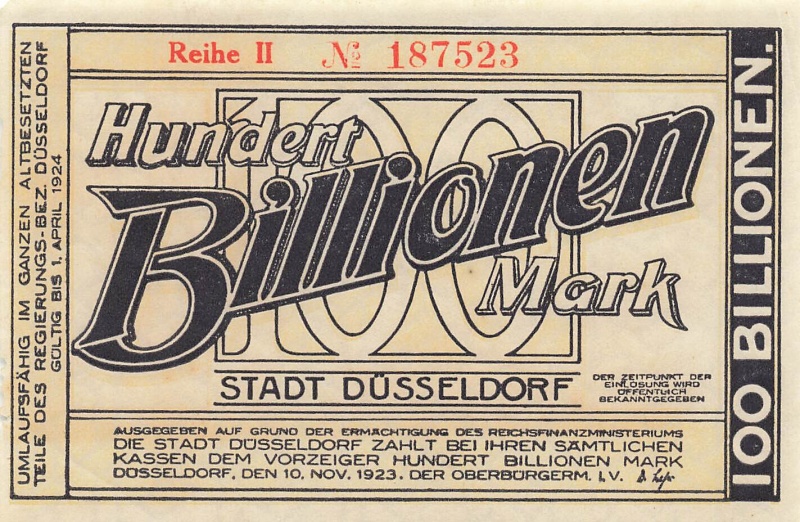 Reihe II № 187523
Hundert
Billionen
Mark
100
STADT DÜSSELDORF
DER ZEITPUNKT DER
EINLÖSUNG WIRD
ÖFFENTLICH
BEKANNTGEGEBEN
AUSGEGEBEN AUF GRUND DER ERMÄCHTIGUNG DES REICHSFINANZMINISTERIUMS
DIE STADT DÜSSELDORF ZAHLT BEI IHREN SÄMTLICHEN
KASSEN DEM VORZEIGER HUNDERT BILLIONEN MARK
DÜSSELDORF, DEN 10. NOV. 1923. DER OBERBÜRGERM. I.V.
UMLAUFSFÄHIG IM GANZEN ALTBESETZTEN
TEILE DES REGIERUNGS-BEZ. DÜSSELDORF
GÜLTIG BIS 1. APRIL 1924
100 BILLIONEN.